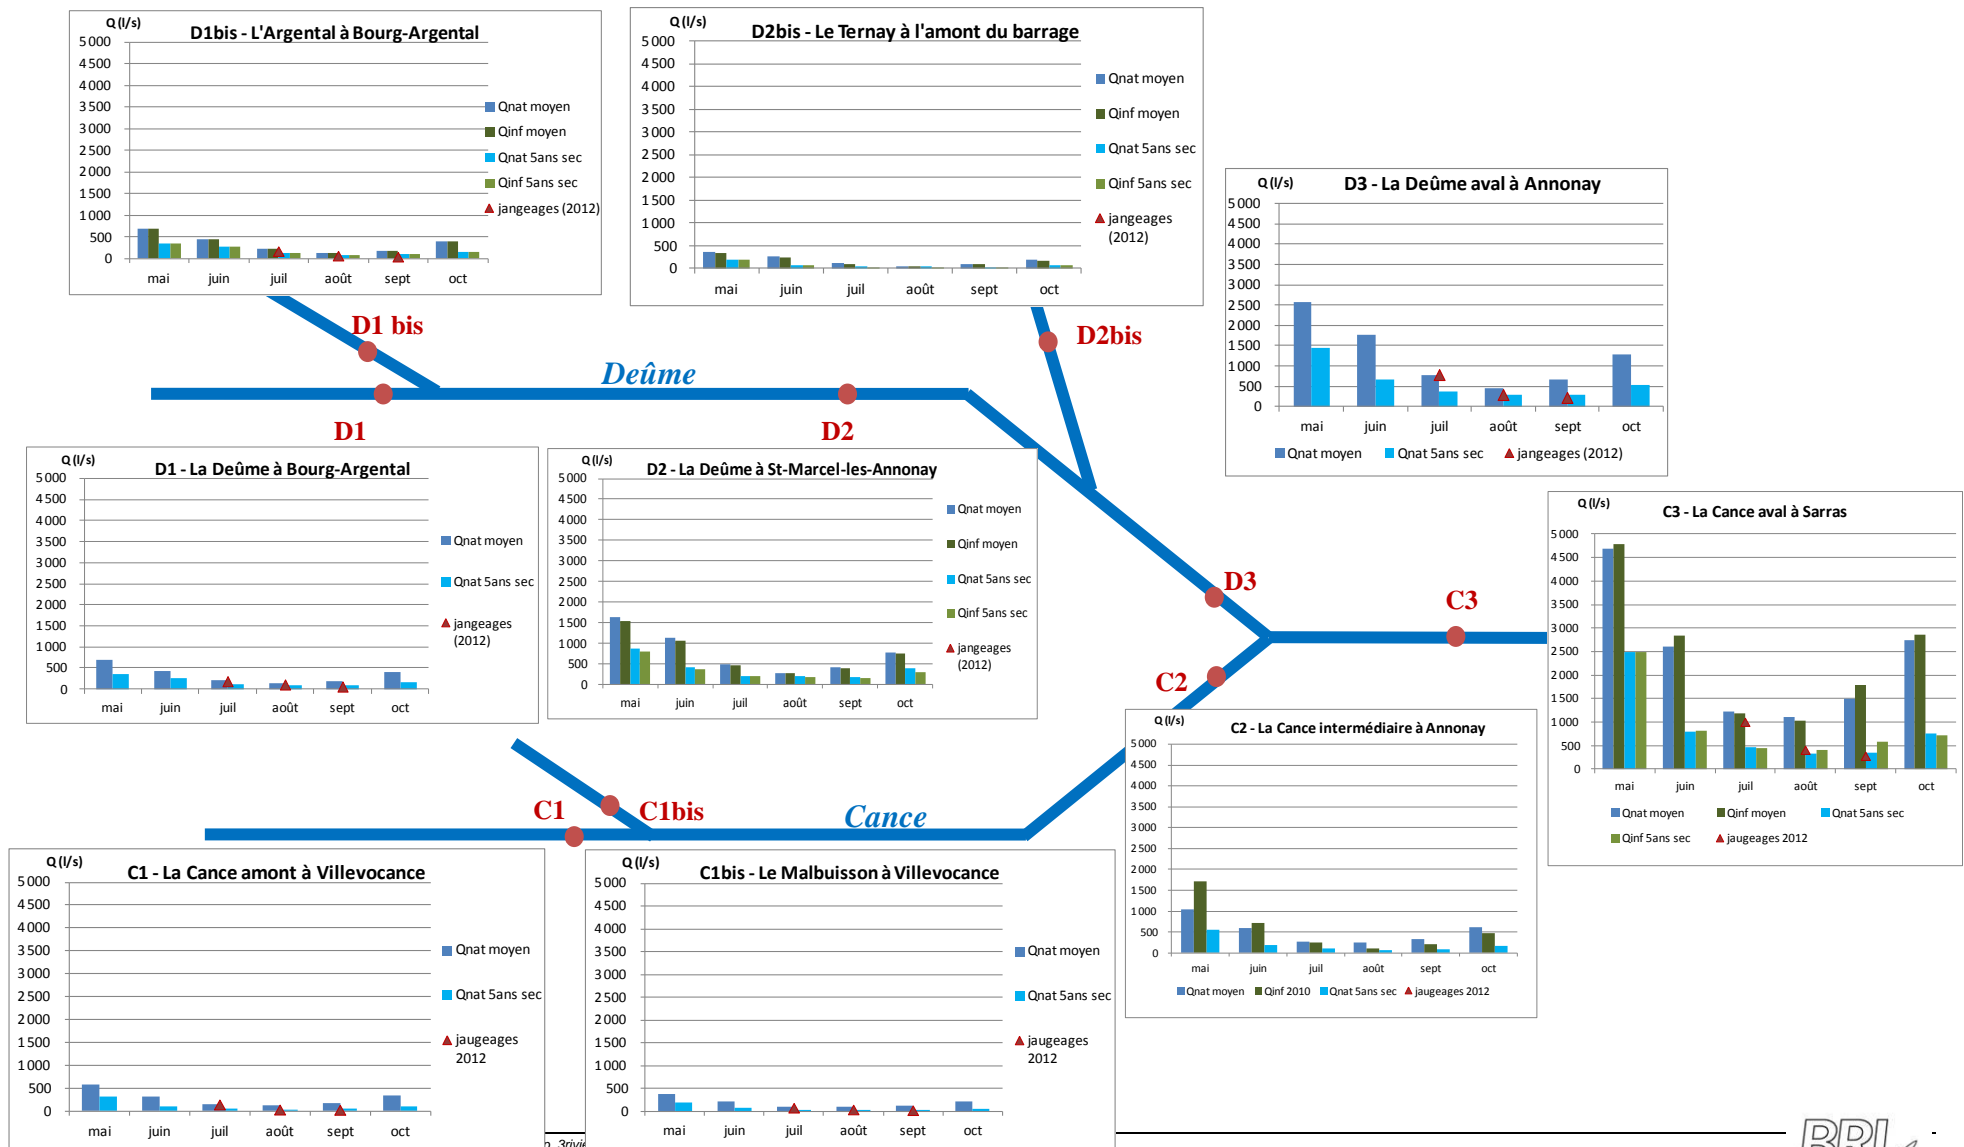 Q (l/s)
D1bis - L'Argental à Bourg-Argental
5 000
4 500
4 000
3 500
3 000
2 500
2 000
1 500
1 000
500
0
mai juin juil août sept oct
Qnat moyen
Qinf moyen
Qnat 5ans sec
Qinf 5ans sec
jangeages (2012)
Q (l/s)
D2bis - Le Ternay à l'amont du barrage
5 000
4 500
4 000
3 500
3 000
2 500
2 000
1 500
1 000
500
0
mai juin juil août sept oct
Qnat moyen
Qinf moyen
Qnat 5ans sec
Qinf 5ans sec
jangeages
(2012)
Q (l/s)
D3 - La Deûme aval à Annonay
5 000
4 500
4 000
3 500
3 000
2 500
2 000
1 500
1 000
500
0
mai juin juil août sept oct
Qnat moyen Qnat 5ans sec jangeages (2012)
D1 bis
D2bis
Deûme
D1
D2
Q (l/s)
D1 - La Deûme à Bourg-Argental
5 000
4 500
4 000
3 500
3 000
2 500
2 000
1 500
1 000
500
0
mai juin juil août sept oct
Qnat moyen
Qnat 5ans sec
jangeages
(2012)
Q (l/s)
D2 - La Deûme à St-Marcel-les-Annonay
5 000
4 500
4 000
3 500
3 000
2 500
2 000
1 500
1 000
500
0
mai juin juil août sept oct
Qnat moyen
Qinf moyen
Qnat 5ans sec
Qinf 5ans sec
jangeages
(2012)
D3
C3
C2
Q (l/s)
C3 - La Cance aval à Sarras
5 000
4 500
4 000
3 500
3 000
2 500
2 000
1 500
1 000
500
0
mai juin juil août sept oct
Qnat moyen Qinf moyen Qnat 5ans sec
Qinf 5ans sec jaugeages 2012
Q (l/s)
C2 - La Cance intermédiaire à Annonay
5 000
4 500
4 000
3 500
3 000
2 500
2 000
1 500
1 000
500
0
mai juin juil août sept oct
Qnat moyen Qinf 2010 Qnat 5ans sec jaugeages 2012
C1
C1bis
Cance
Q (l/s)
C1 - La Cance amont à Villevocance
5 000
4 500
4 000
3 500
3 000
2 500
2 000
1 500
1 000
500
0
mai juin juil août sept oct
Qnat moyen
Qnat 5ans sec
jaugeages
2012
Q (l/s)
C1bis - Le Malbuisson à Villevocance
5 000
4 500
4 000
3 500
3 000
2 500
2 000
1 500
1 000
500
0
mai juin juil août sept oct
Qnat moyen
Qnat 5ans sec
jaugeages
2012